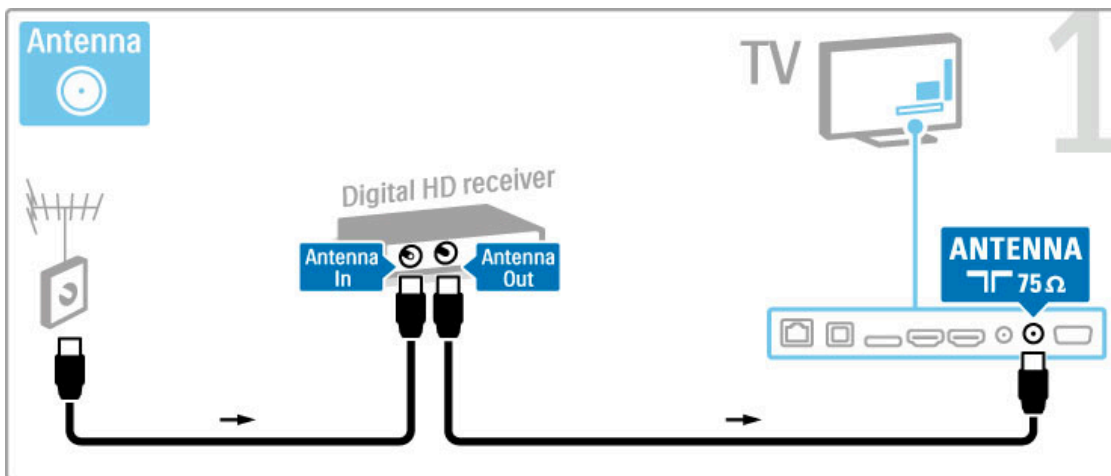 Antenna
TV
1
Digital HD receiver
Antenna
In
Antenna
Out
ANTENNA
75 Ω